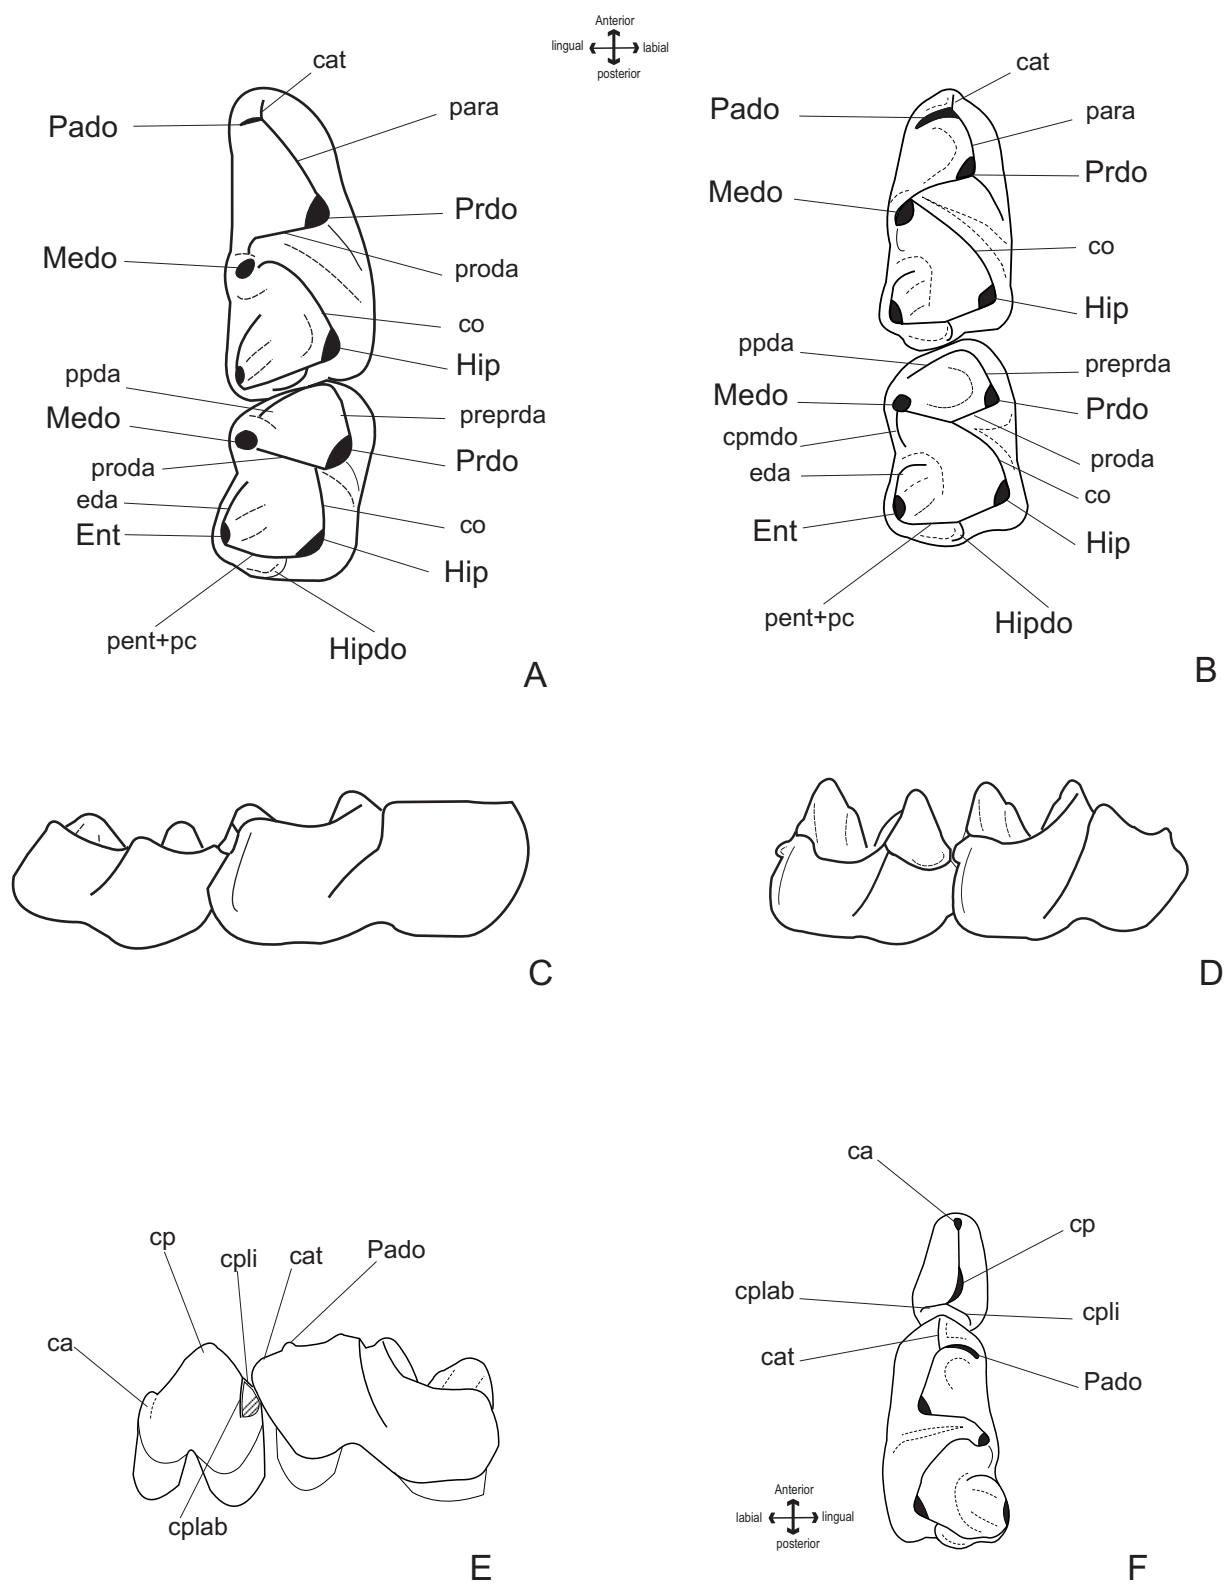 Anterior
lingual labial
posterior
cat
Pado
para
Prdo
Medo
proda
co
Hip
ppda
Medo
preprda
proda
Prdo
eda
Ent
co
Hip
pent+pc
Hipdo
A
cat
Pado
para
Prdo
Medo
co
Hip
ppda
preprda
Medo
Prdo
cpmdo
proda
eda
co
Ent
Hip
pent+pc
Hipdo
B
C
D
cp
cpli
cat
Pado
ca
cplab
E
ca
cp
cplab
cpli
cat
Pado
Anterior
labial lingual
posterior
F